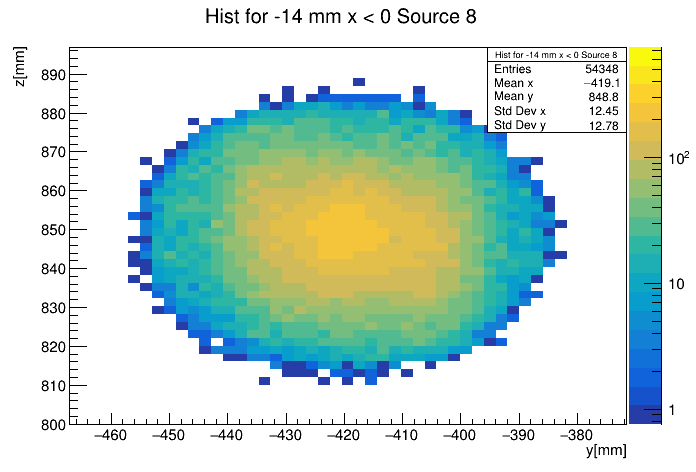 Hist for -14 mm x < 0 Source 8
z[mm]
Hist for -14 mm x < 0 Source 8
Entries 54348
Mean x −419.1
Mean y 848.8
Std Dev x 12.45
Std Dev y 12.78
890
880
870
860
850
840
830
820
810
800
−460 −450 −440 −430 −420 −410 −400 −390 −380
y[mm]
10²
10
1